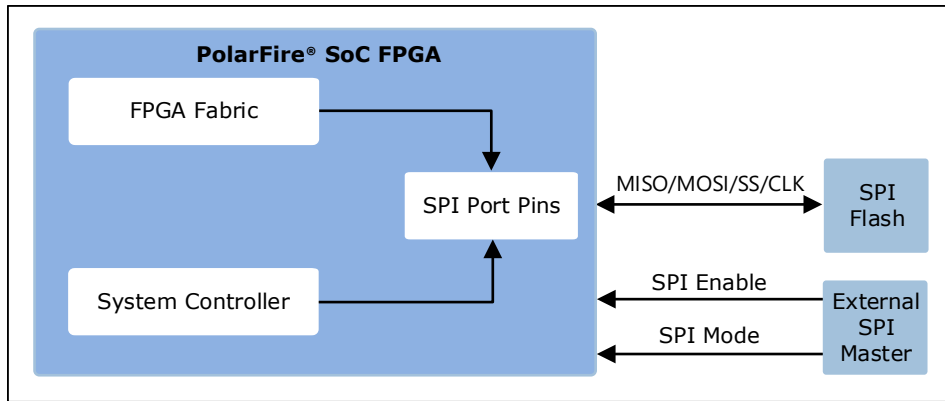 PolarFire® SoC FPGA
FPGA Fabric
SPI Port Pins
System Controller
MISO/MOSI/SS/CLK
SPI
Flash
SPI Enable
SPI Mode
External
SPI
Master